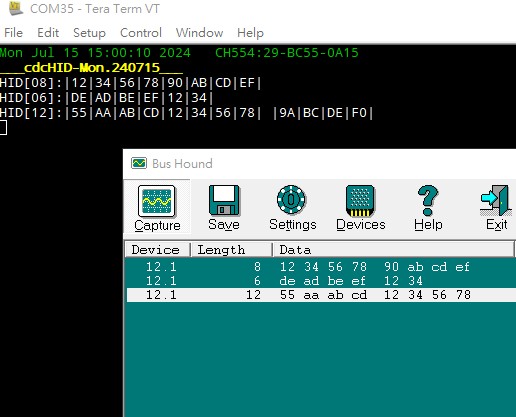 COM35 - Tera Term VT
File Edit Setup Control Window Help
Mon Jul 15 15:00:10 2024 CH554:29-BC55-0A15
___cdcHID-Mon.240715___
HID[08]:|12|34|56|78|90|AB|CD|EF|
HID[06]:|DE|AD|BE|EF|12|34|
HID[12]:|55|AA|AB|CD|12|34|56|78| |9A|BC|DE|F0|
Bus Hound
Capture Save Settings Devices Help Exit
Device Length Data
12.1 8 12 34 56 78 90 ab cd ef
12.1 6 de ad be ef 12 34
12.1 12 55 aa ab cd 12 34 56 78